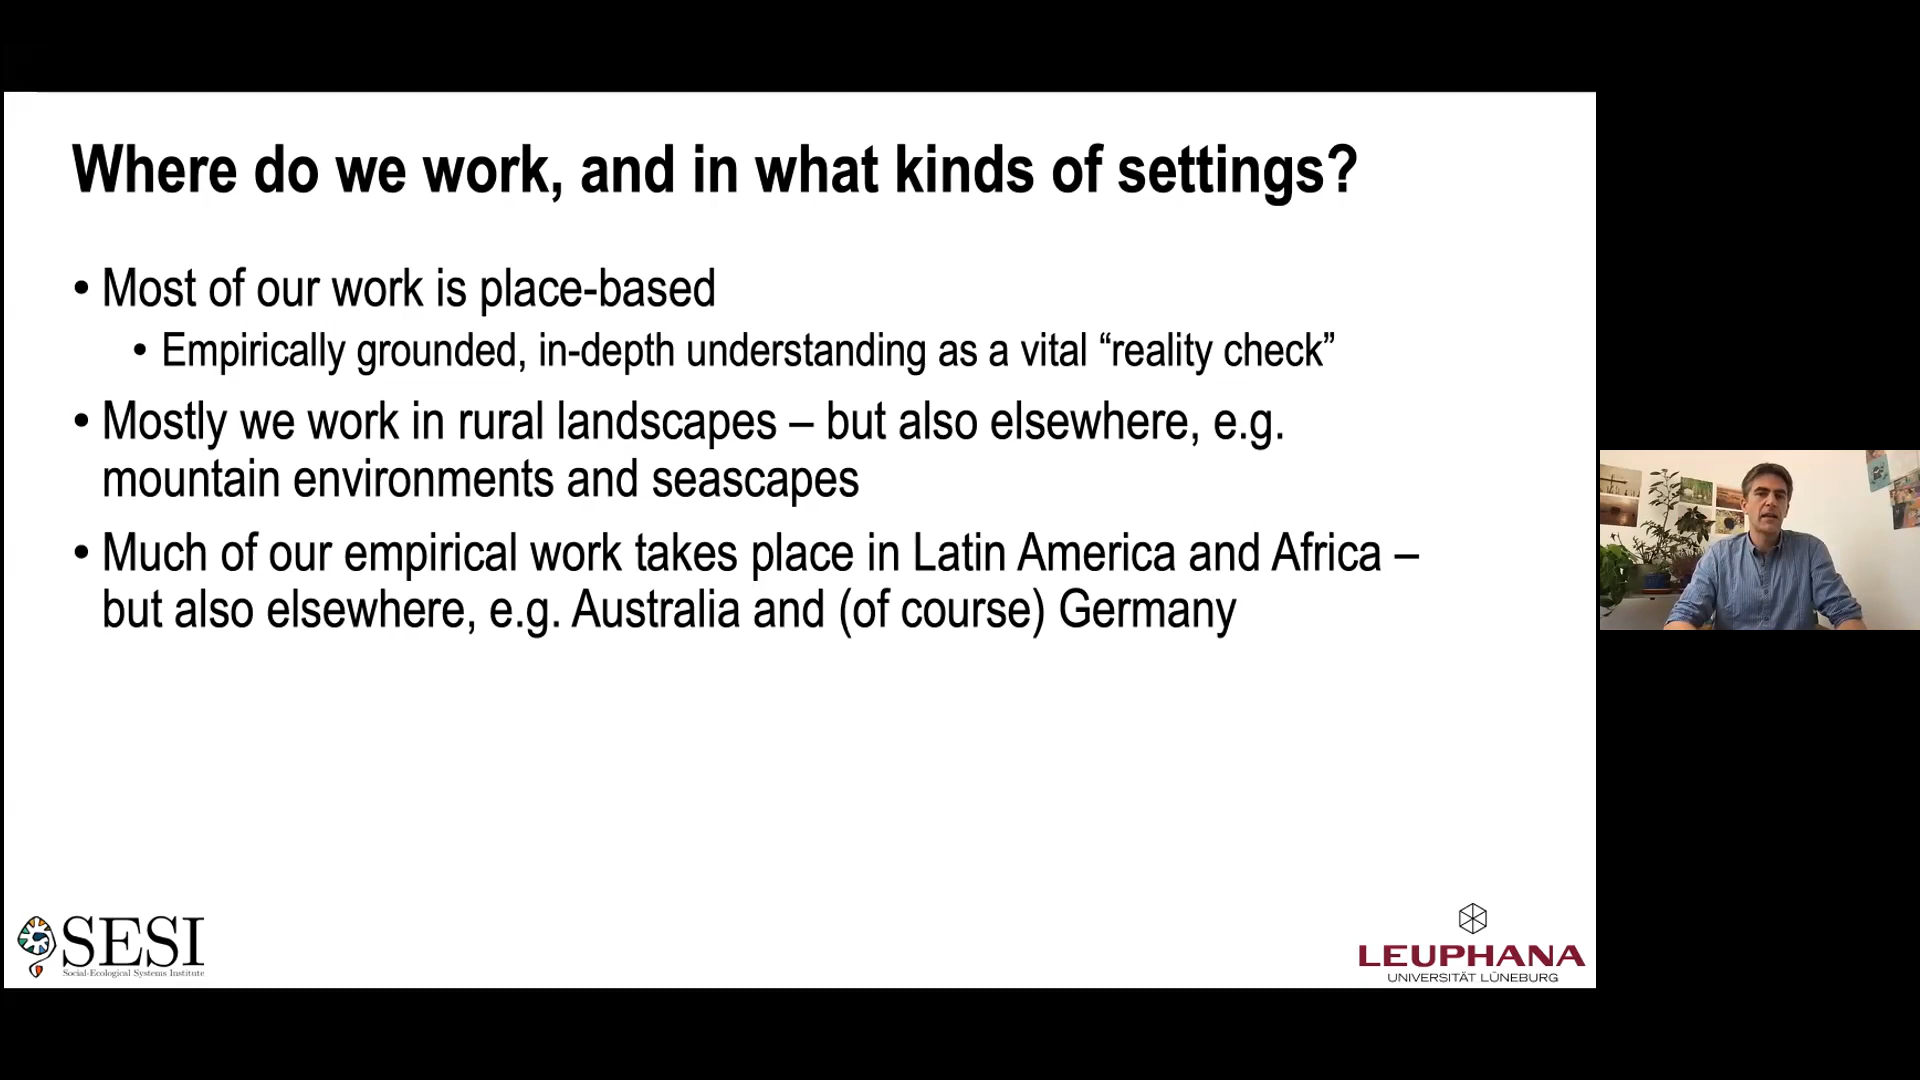 Where do we work, and in what kinds of settings?
• Most of our work is place-based
• Empirically grounded, in-depth understanding as a vital “reality check”
• Mostly we work in rural landscapes – but also elsewhere, e.g.
mountain environments and seascapes
• Much of our empirical work takes place in Latin America and Africa –
but also elsewhere, e.g. Australia and (of course) Germany
SESI
Social-Ecological Systems Institute
LEUPHANA
UNIVERSITÄT LÜNEBURG